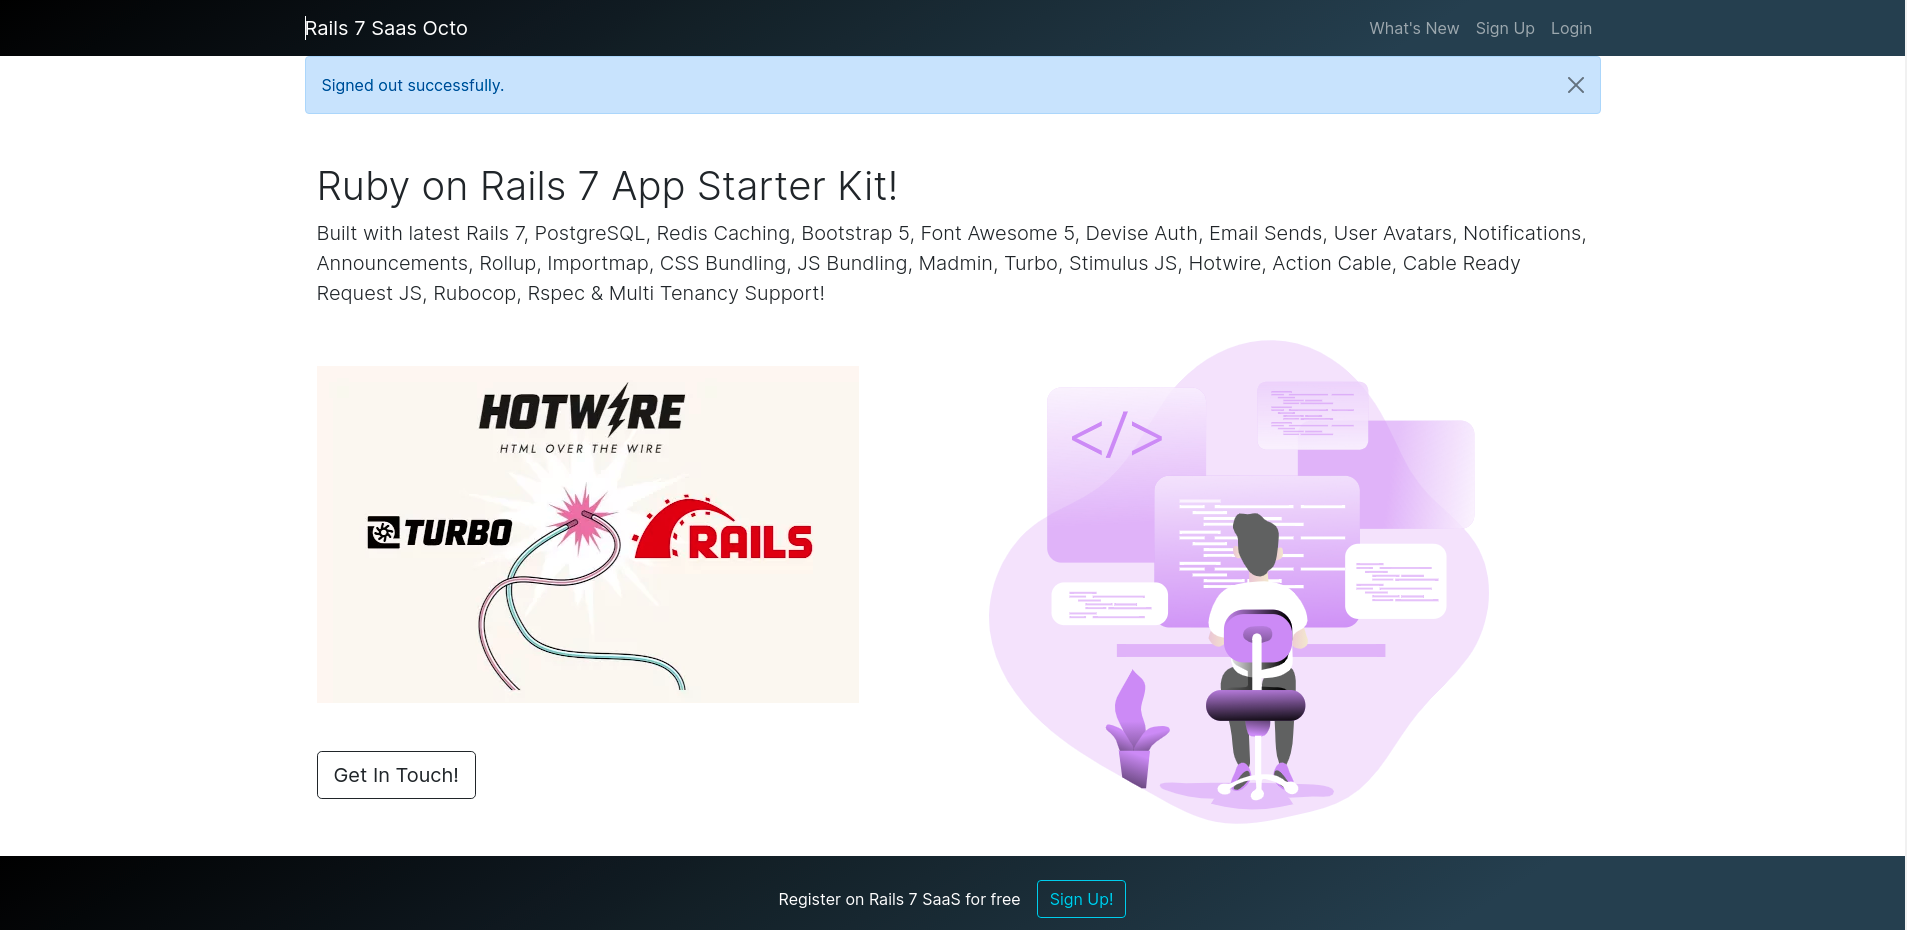 Rails 7 Saas Octo
What's New Sign Up Login
Signed out successfully.
Ruby on Rails 7 App Starter Kit!
Built with latest Rails 7, PostgreSQL, Redis Caching, Bootstrap 5, Font Awesome 5, Devise Auth, Email Sends, User Avatars, Notifications,
Announcements, Rollup, Importmap, CSS Bundling, JS Bundling, Madmin, Turbo, Stimulus JS, Hotwire, Action Cable, Cable Ready
Request JS, Rubocop, Rspec & Multi Tenancy Support!
HOTWIRE
HTML OVER THE WIRE
TURBO
RAILS
</>
Get In Touch!
Register on Rails 7 SaaS for free Sign Up!